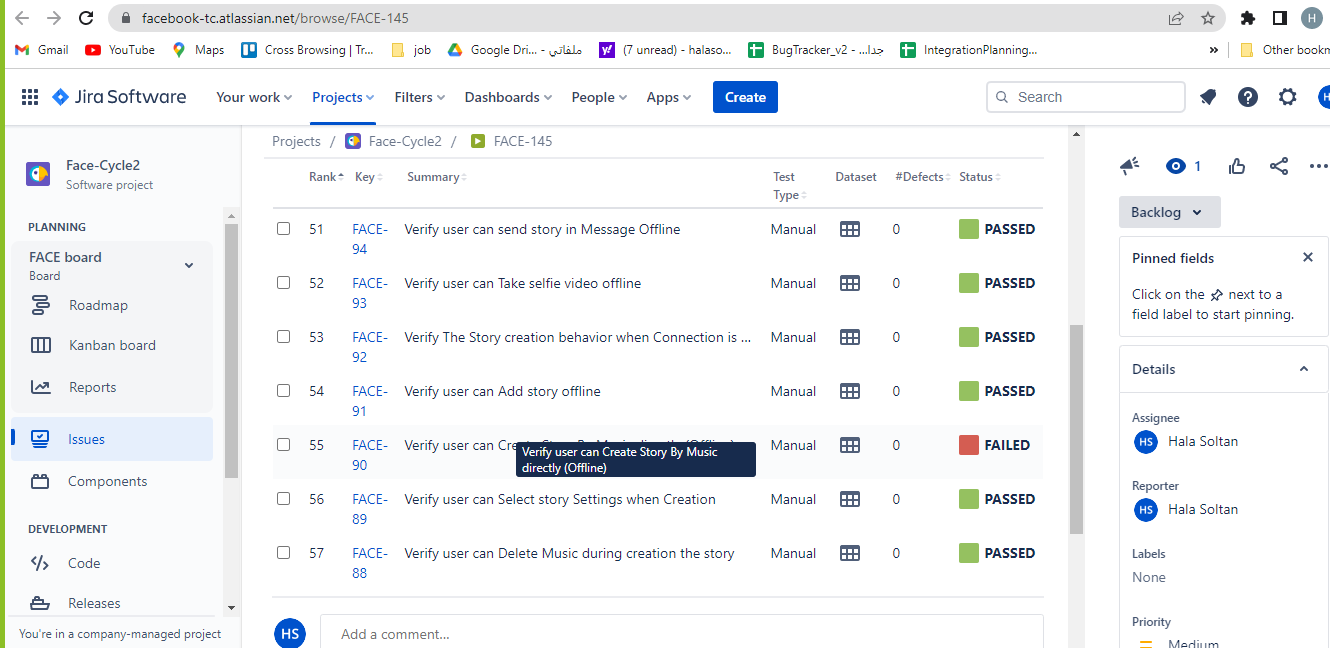 facebook-tc.atlassian.net/browse/FACE-145
H
Gmail
YouTube
Maps
Cross Browsing | Tr...
job
Google Dri... - ملفاتي
(7 unread) - halaso...
BugTracker_v2 - ...جدا
IntegrationPlanning...
»
Other bookm
Jira Software
Your work
Projects
Filters
Dashboards
People
Apps
Create
Search
Face-Cycle2
Software project
PLANNING
FACE board
Board
Roadmap
Kanban board
Reports
Issues
Components
DEVELOPMENT
Code
Releases
You're in a company-managed project
Projects / Face-Cycle2 / FACE-145
Rank Key Summary Test Type Dataset #Defects Status
51 FACE-94 Verify user can send story in Message Offline Manual 0 PASSED
52 FACE-93 Verify user can Take selfie video offline Manual 0 PASSED
53 FACE-92 Verify The Story creation behavior when Connection is ... Manual 0 PASSED
54 FACE-91 Verify user can Add story offline Manual 0 PASSED
55 FACE-90 Verify user can Manual 0 FAILED
Verify user can Create Story By Music
directly (Offline)
56 FACE-89 Verify user can Select story Settings when Creation Manual 0 PASSED
57 FACE-88 Verify user can Delete Music during creation the story Manual 0 PASSED
HS
Add a comment...
1
Backlog
Pinned fields
Click on the next to a
field label to start pinning.
Details
Assignee
HS Hala Soltan
Reporter
HS Hala Soltan
Labels
None
Priority
Medium